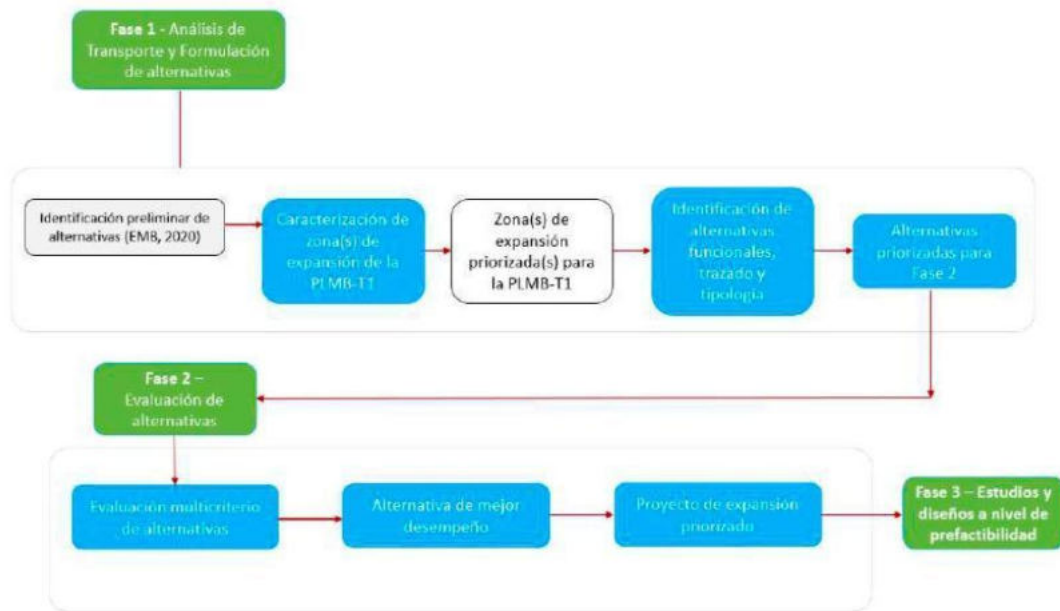 Fase 1 - Análisis de
Transporte y Formulación
de alternativas
Identificación preliminar de
alternativas (EMB, 2020)
Caracterización de
zona(s) de
expansión de la
PLMB-T1
Zona(s) de
expansión
priorizada(s) para
la PLMB-T1
Identificación de
alternativas
funcionales,
trazado y
tipología
Alternativas
priorizadas para
Fase 2
Fase 2 –
Evaluación de
alternativas
Evaluación multicriterio
de alternativas
Alternativa de mejor
desempeño
Proyecto de expansión
priorizado
Fase 3 – Estudios y
diseños a nivel de
prefactibilidad